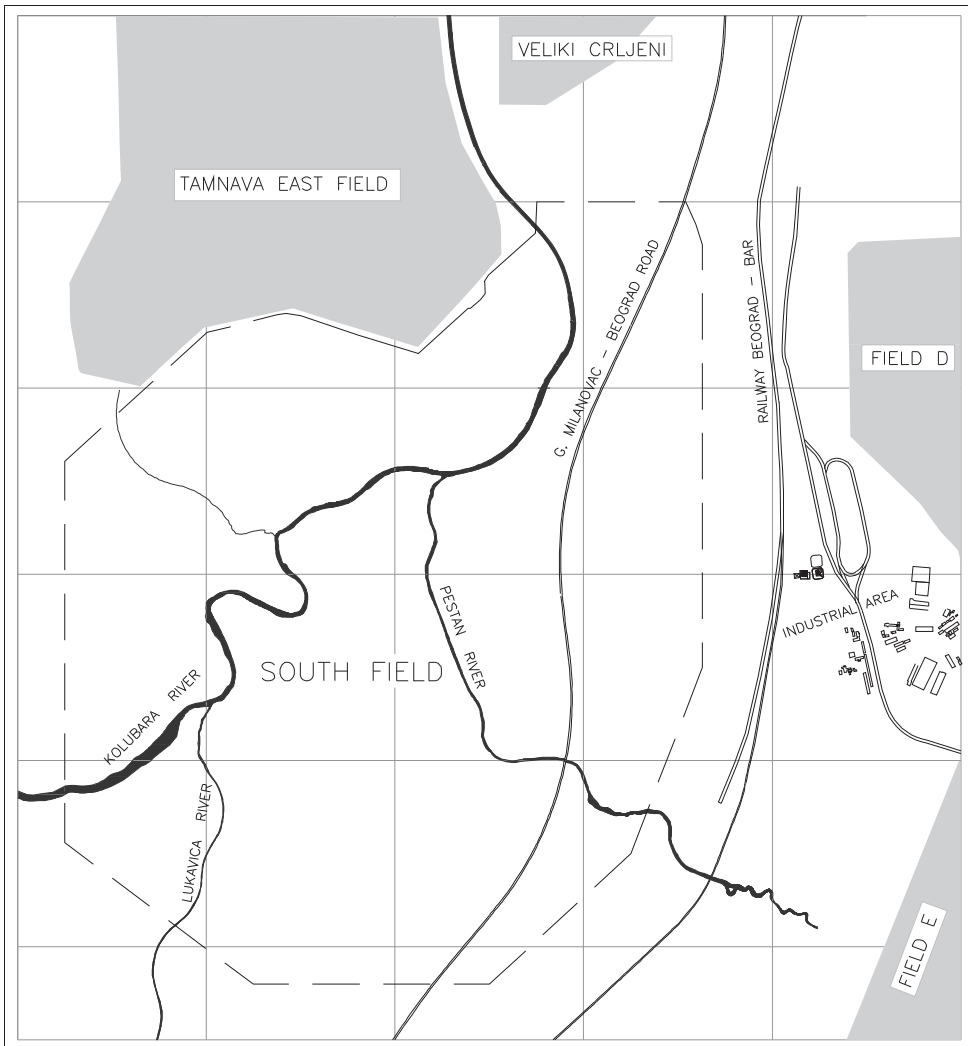 VELIKI CRLJENI
TAMNAVA EAST FIELD
G. MILANOVAC - BEOGRAD ROAD
RAILWAY BEOGRAD - BAR
FIELD D
PESTAN RIVER
INDUSTRIAL AREA
SOUTH FIELD
KOLUBARA RIVER
LUKAVICA RIVER
FIELD E